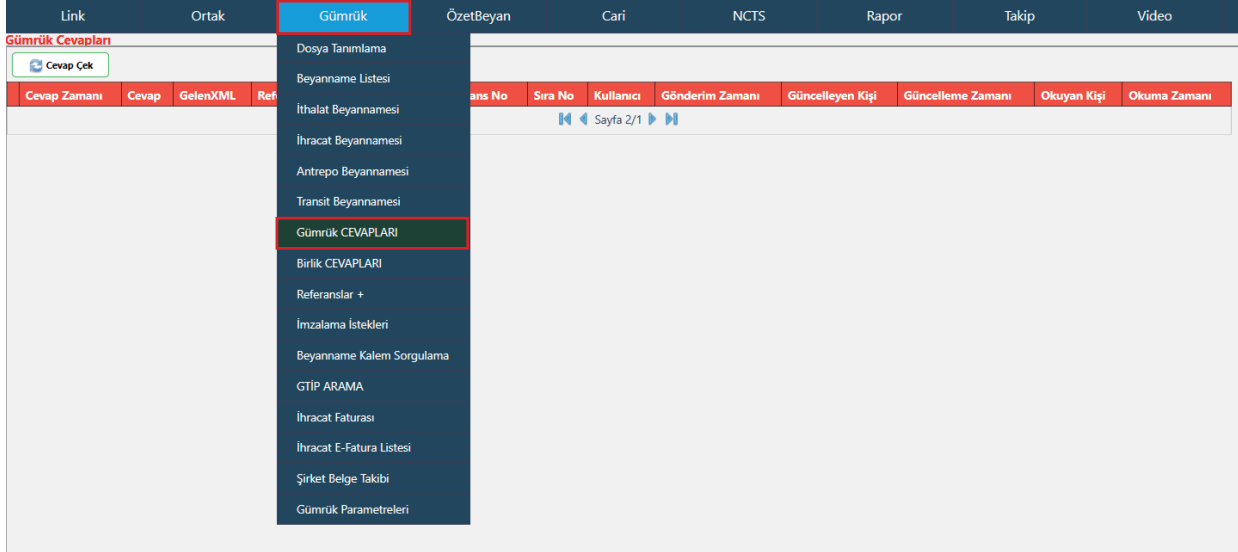 Link Ortak Gümrük ÖzetBeyan Cari NCTS Rapor Takip Video
Gümrük Cevapları
Cevap Çek
Cevap Zamanı Cevap GelenXML Ref ans No Sıra No Kullanıcı Gönderim Zamanı Güncelleyen Kişi Güncelleme Zamanı Okuyan Kişi Okuma Zamanı
Sayfa 2/1
Dosya Tanımlama
Beyanname Listesi
İthalat Beyannamesi
İhracat Beyannamesi
Antrepo Beyannamesi
Transit Beyannamesi
Gümrük CEVAPLARI
Birlik CEVAPLARI
Referanslar +
İmzalama İstekleri
Beyanname Kalem Sorgulama
GTİP ARAMA
İhracat Faturası
İhracat E-Fatura Listesi
Şirket Belge Takibi
Gümrük Parametreleri